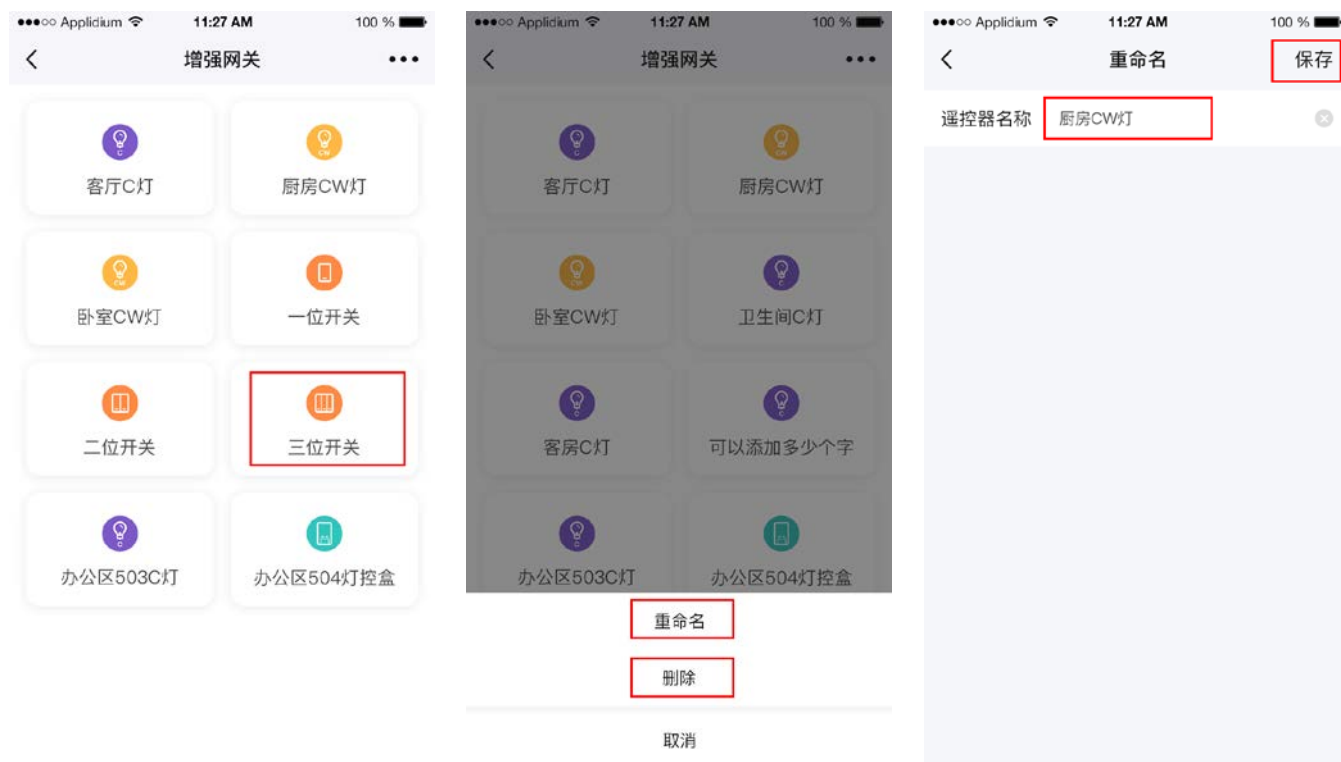 ●●●○○ Applidium 11:27 AM 100 %
增强网关
客厅C灯 厨房CW灯
卧室CW灯 一位开关
二位开关 三位开关
办公区503C灯 办公区504灯控盒
●●●○○ Applidium 11:27 AM 100 %
增强网关
客厅C灯 厨房CW灯
卧室CW灯 卫生间C灯
客房C灯 可以添加多少个字
办公区503C灯 办公区504灯控盒
重命名
删除
取消
●●●○○ Applidium 11:27 AM 100 %
重命名 保存
遥控器名称 厨房CW灯